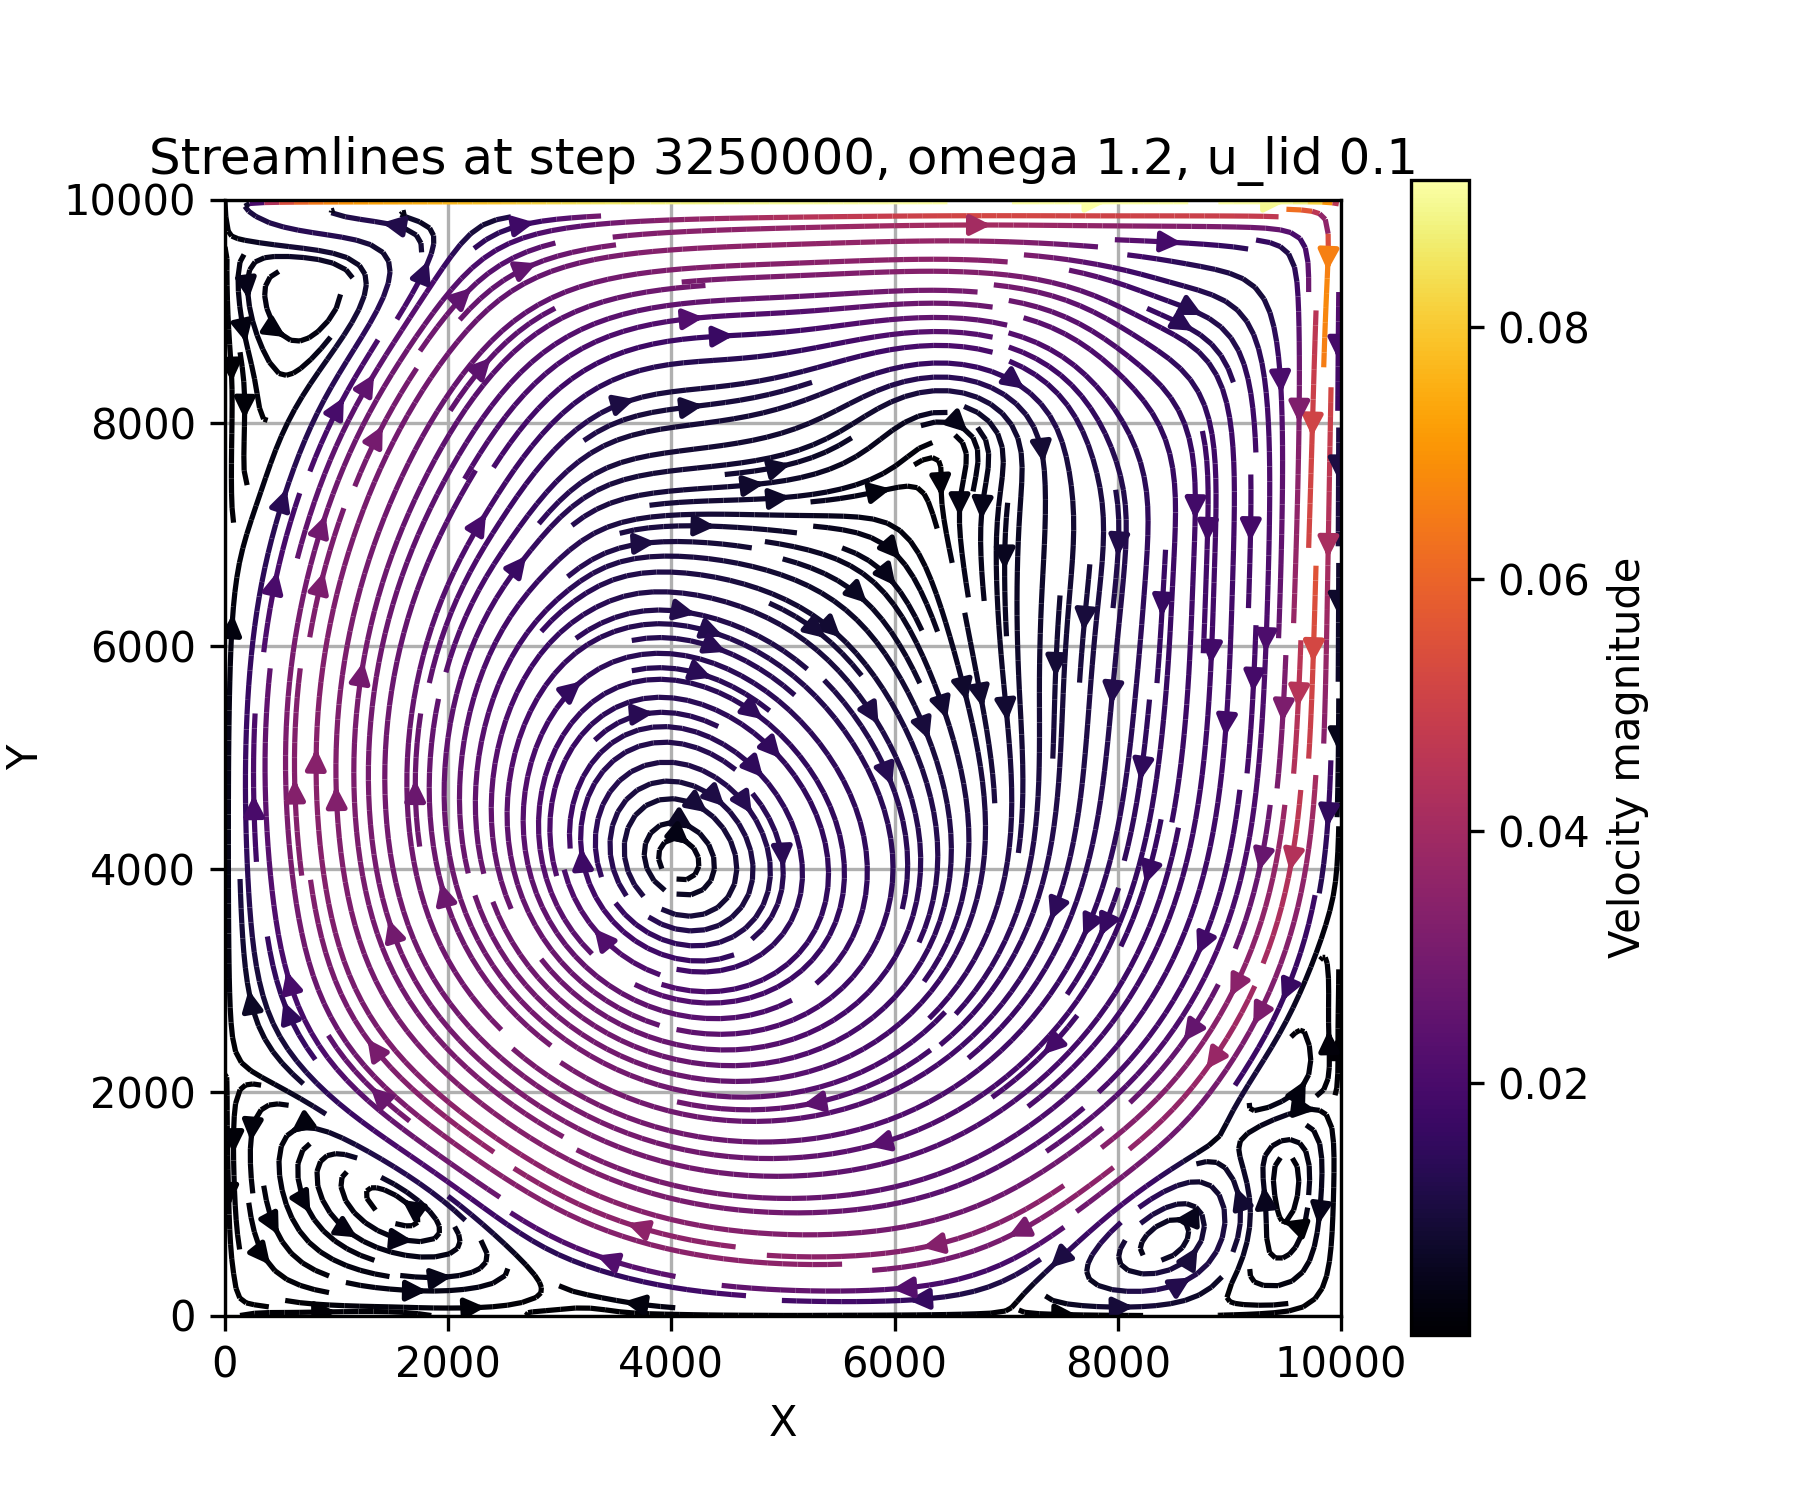 Streamlines at step 3250000, omega 1.2, u_lid 0.1
10000
8000
6000
4000
2000
0
Y
0 2000 4000 6000 8000 10000
X
0.08
0.06
0.04
0.02
Velocity magnitude